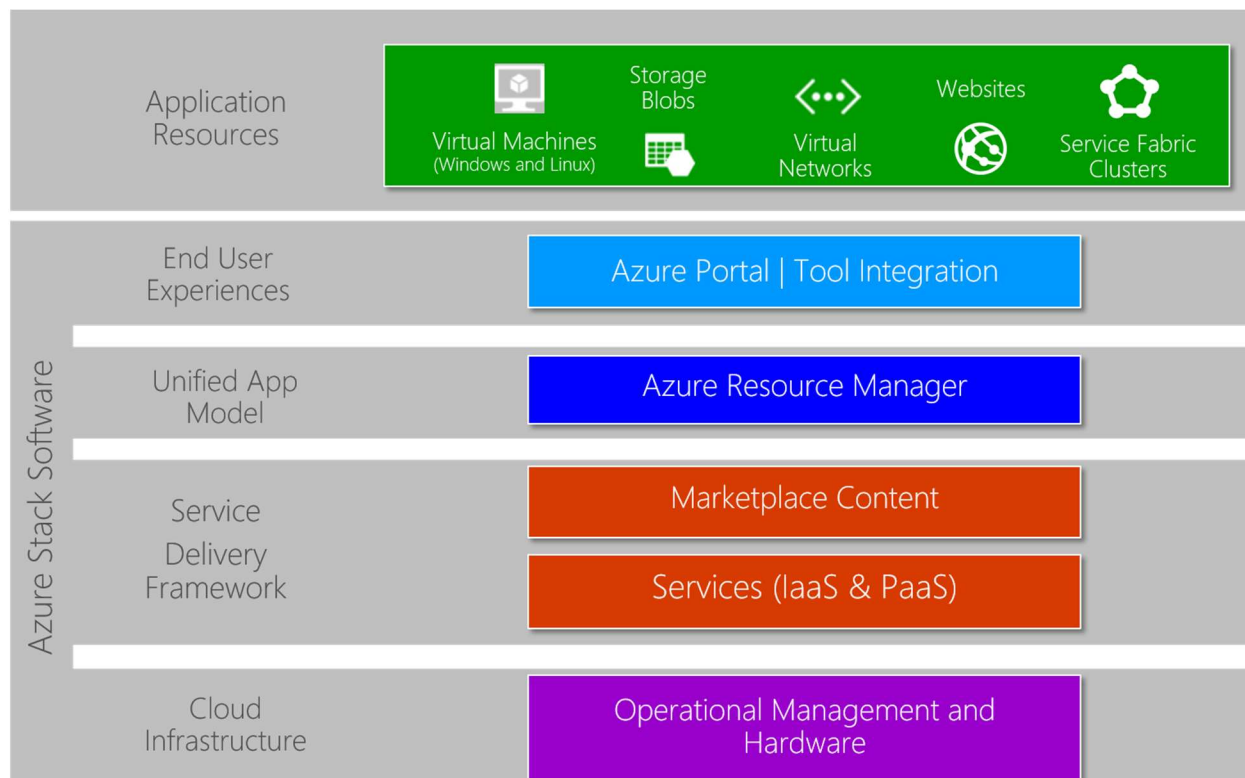 Application
Resources
Virtual Machines
(Windows and Linux)
Storage
Blobs
Virtual
Networks
Websites
Service Fabric
Clusters
Azure Stack Software
End User
Experiences
Azure Portal | Tool Integration
Unified App
Model
Azure Resource Manager
Service
Delivery
Framework
Marketplace Content
Services (IaaS & PaaS)
Cloud
Infrastructure
Operational Management and
Hardware